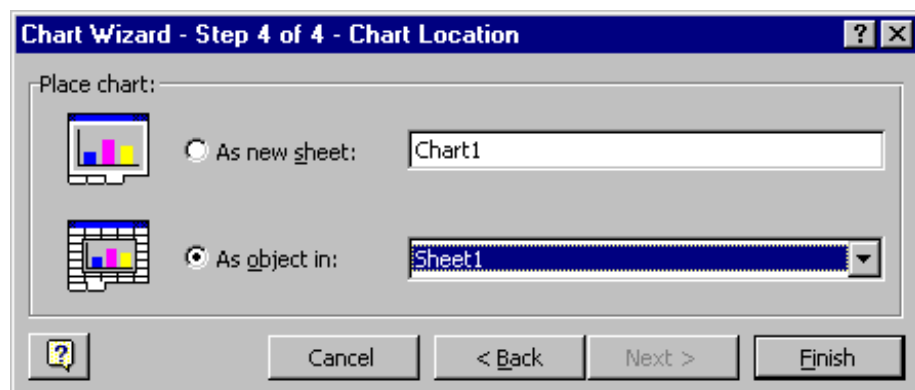 Chart Wizard - Step 4 of 4 - Chart Location
Place chart:
As new sheet: Chart1
As object in: Sheet1
Cancel < Back Next > Finish